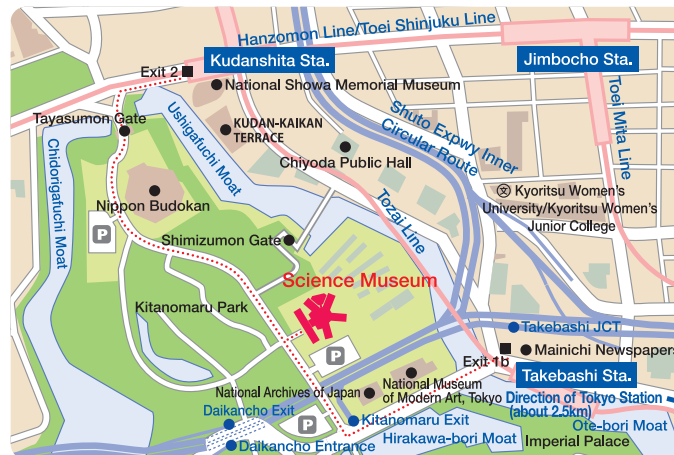 Hanzomon Line/Toei Shinjuku Line
Exit 2
Kudanshita Sta.
Jimbocho Sta.
National Showa Memorial Museum
Tayasumon Gate
Ushigafuchi Moat
KUDAN-KAIKAN
TERRACE
Shuto Expwy Inner
Circular Route
Toei Mita Line
Chidorigafuchi Moat
Chiyoda Public Hall
文
Kyoritsu Women's
University/Kyoritsu Women's
Junior College
Nippon Budokan
Tozai Line
P
Shimizumon Gate
Science Museum
Kitanomaru Park
Takebashi JCT
Mainichi Newspapers
P
Exit 1b
Takebashi Sta.
National Archives of Japan
National Museum
of Modern Art, Tokyo
Direction of Tokyo Station
(about 2.5km)
Daikancho Exit
P
Kitanomaru Exit
Ote-bori Moat
Daikancho Entrance
Hirakawa-bori Moat
Imperial Palace